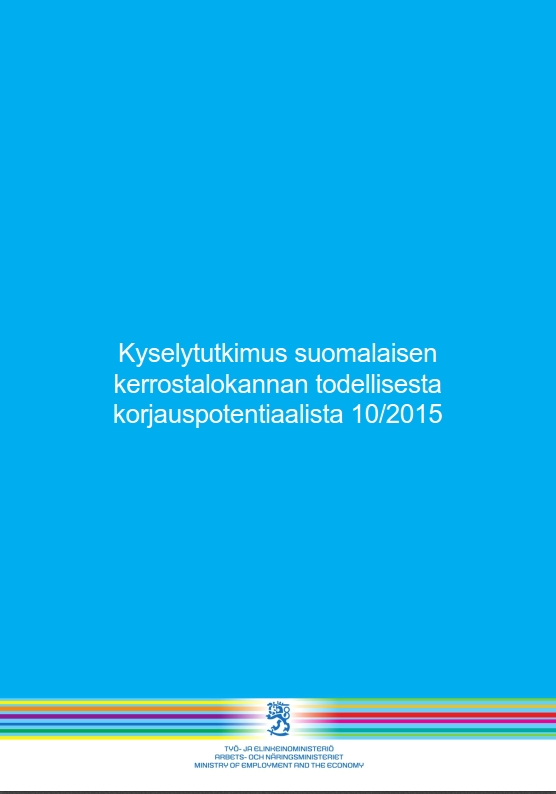 Kyselytutkimus suomalaisen
kerrostalokannan todellisesta
korjauspotentiaalista 10/2015
TYÖ- JA ELINKEINOMINISTERIÖ
ARBETS- OCH NÄRINGSMINISTERIET
MINISTRY OF EMPLOYMENT AND THE ECONOMY